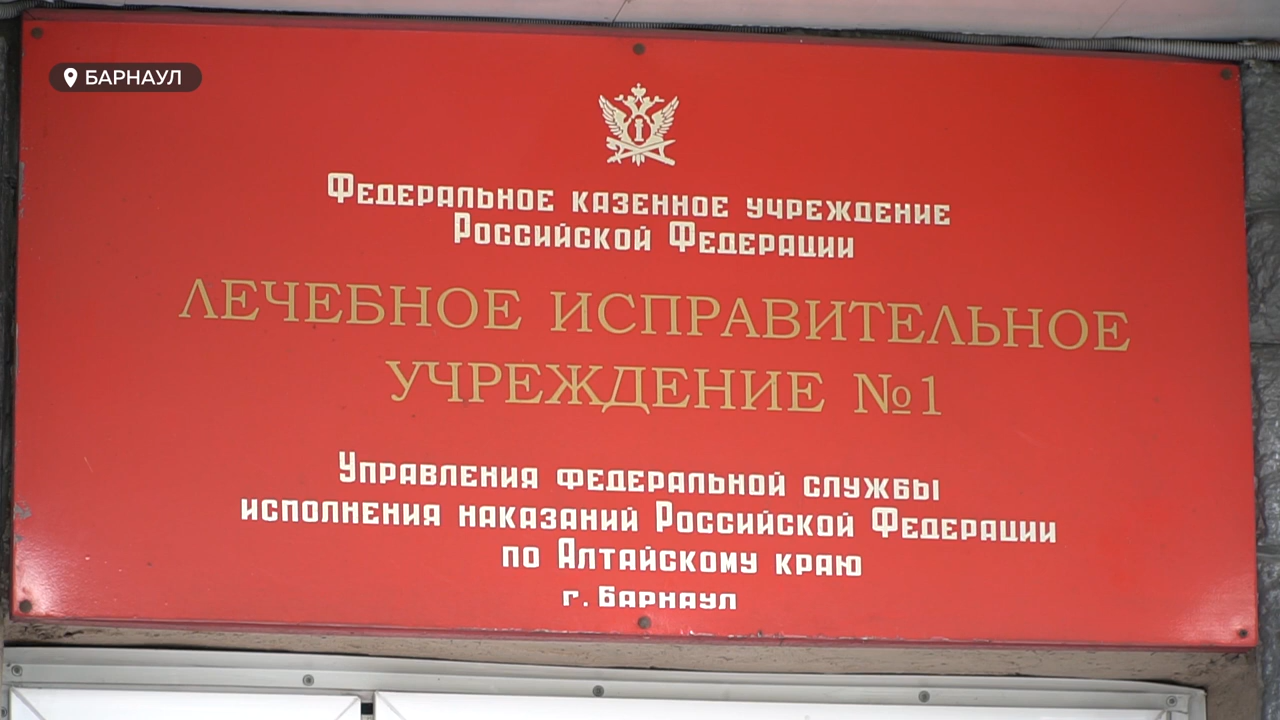 БАРНАУЛ
Федеральное казенное учреждение
Российской Федерации
ЛЕЧЕБНОЕ ИСПРАВИТЕЛЬНОЕ
УЧРЕЖДЕНИЕ №1
Управления федеральной службы
исполнения наказаний Российской Федерации
по Алтайскому краю
г. Барнаул